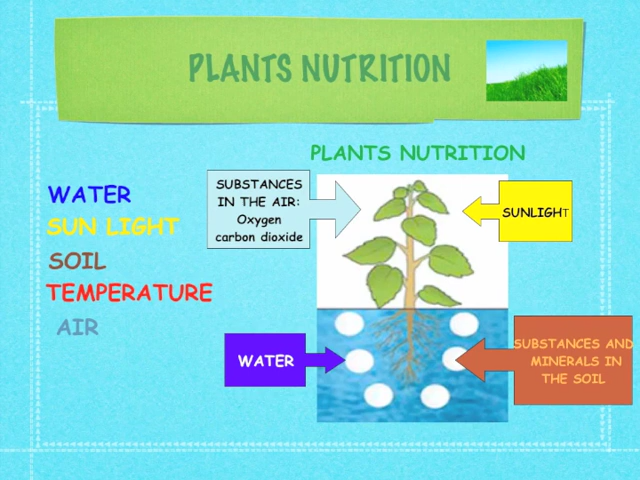 PLANTS NUTRITION
PLANTS NUTRITION
WATER
SUN LIGHT
SOIL
TEMPERATURE
AIR
SUBSTANCES
IN THE AIR:
Oxygen
carbon dioxide
SUNLIGHT
WATER
SUBSTANCES AND
MINERALS IN
THE SOIL